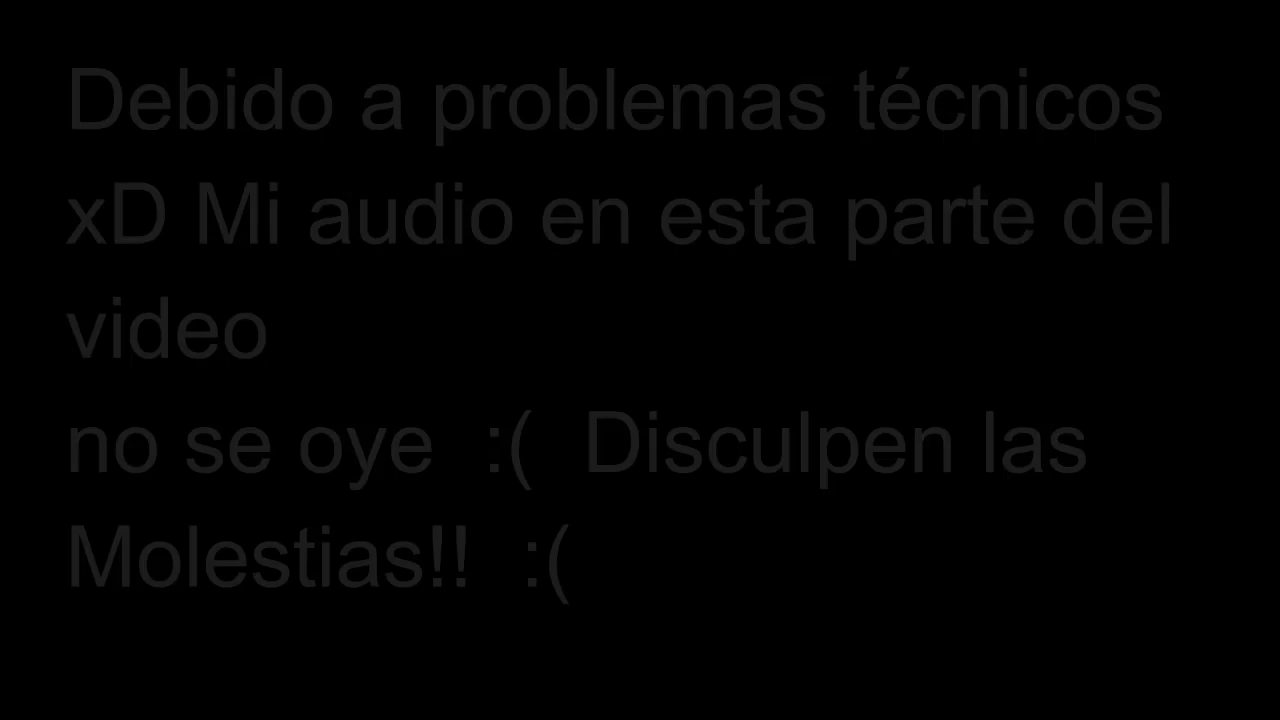 Debido a problemas técnicos
xD Mi audio en esta parte del
video
no se oye  :(  Disculpen las
Molestias!!  :(